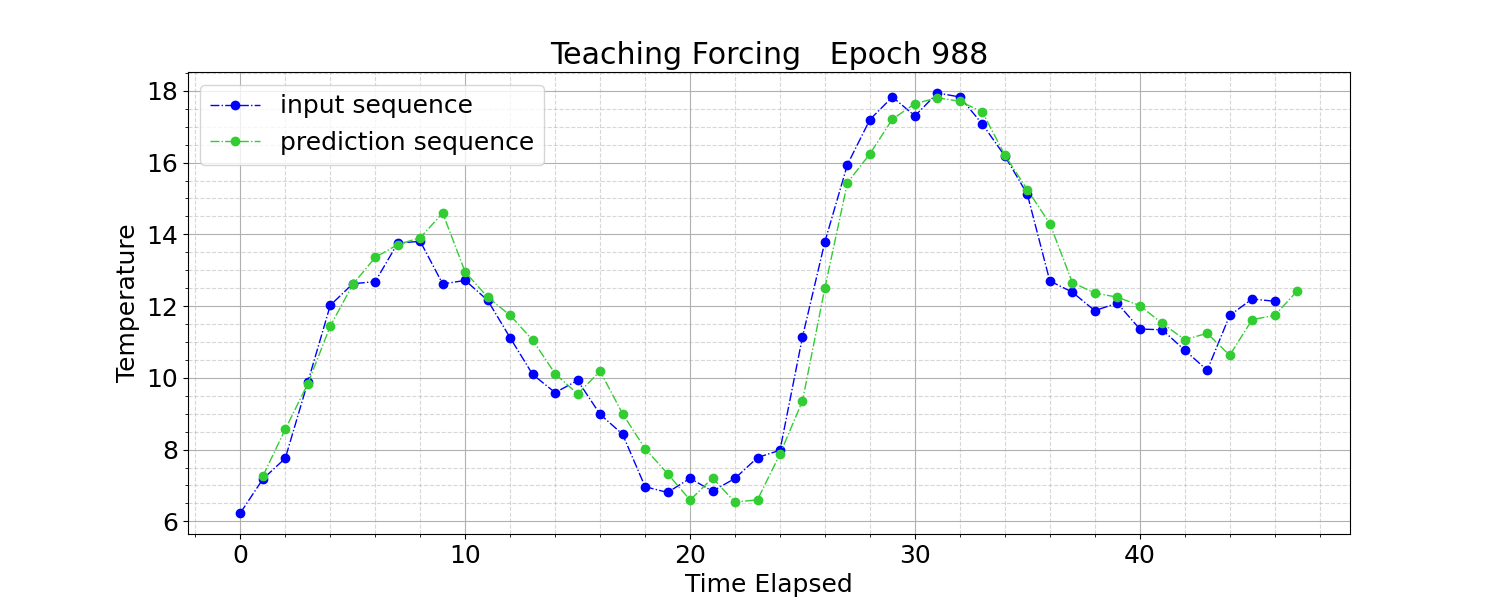 Teaching Forcing   Epoch 988
input sequence
prediction sequence
Temperature
18
16
14
12
10
8
6
0 10 20 30 40
Time Elapsed